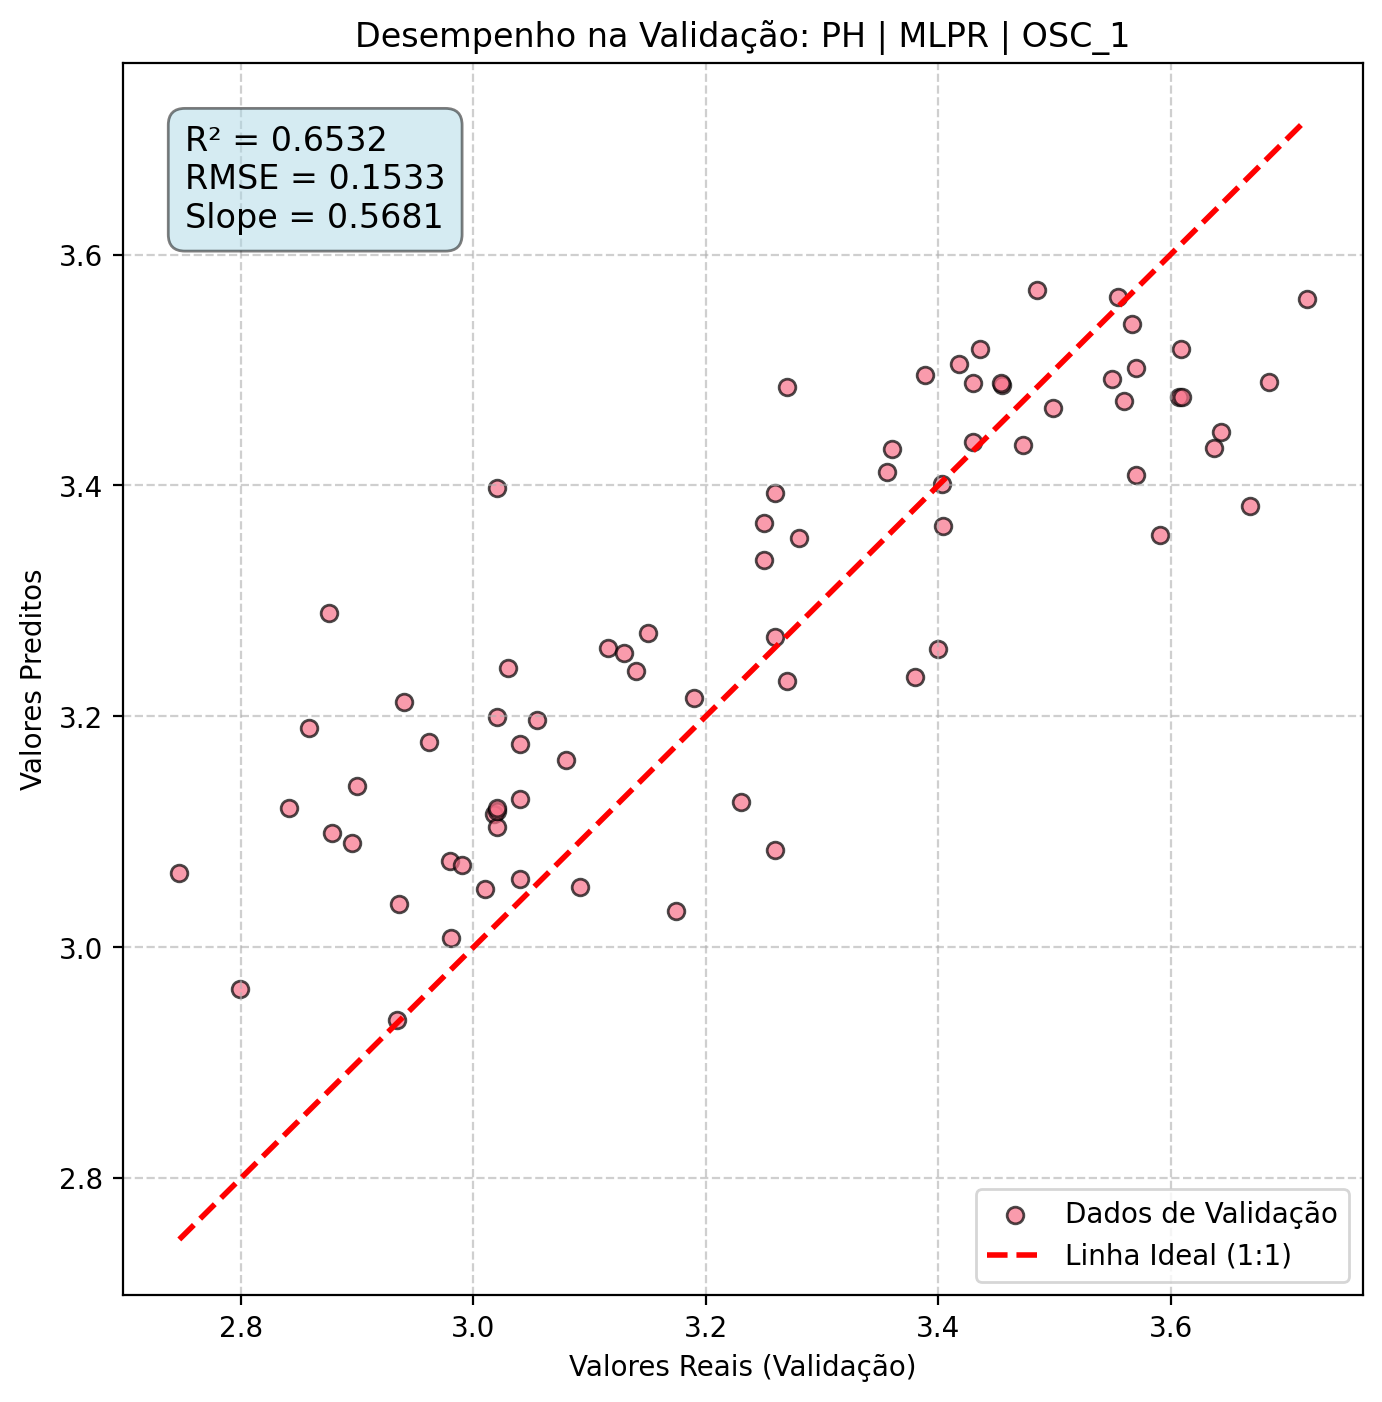 Desempenho na Validação: PH | MLPR | OSC_1
R² = 0.6532
RMSE = 0.1533
Slope = 0.5681
3.6
3.4
3.2
3.0
2.8
Valores Preditos
Dados de Validação
Linha Ideal (1:1)
2.8 3.0 3.2 3.4 3.6
Valores Reais (Validação)